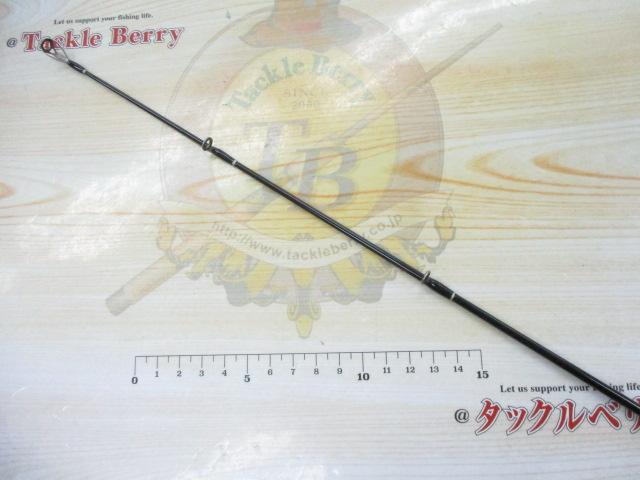 Let us support your fishing life.
@ Tackle Berry
Tackle Berry
SINCE
TB
http://www.tackleberry.co.jp
0 1 2 3 4 5 6 7 8 9 10 11 12 13 14 15
Let us support your fishing life
@ タックルベリ